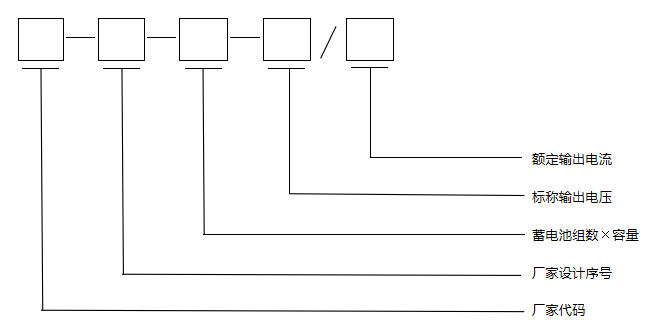 额定输出电流
标称输出电压
蓄电池组数×容量
厂家设计序号
厂家代码